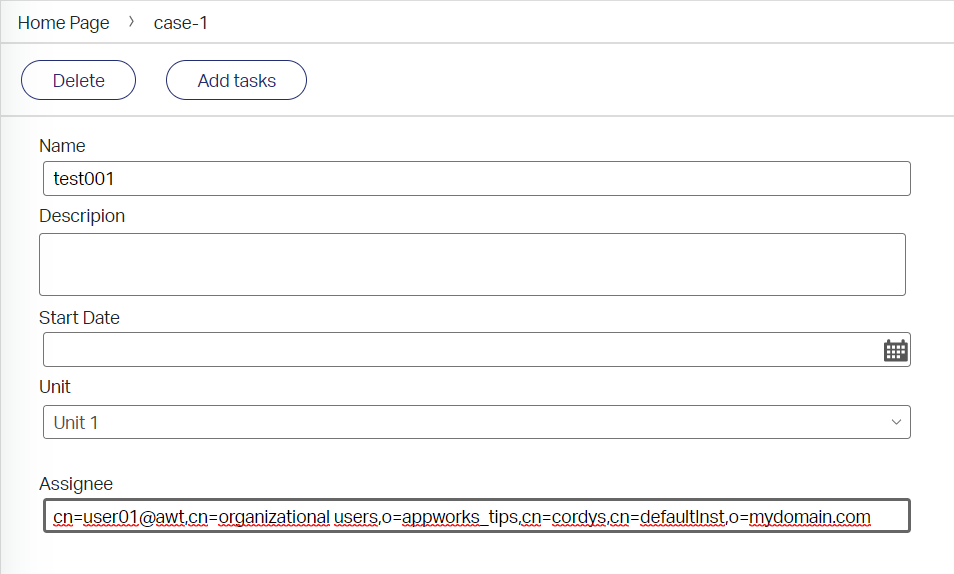 Home Page > case-1
Delete Add tasks
Name
test001
Descripion
Start Date
Unit
Unit 1
Assignee
cn=user01@awt,cn=organizational users,o=appworks_tips,cn=cordys,cn=defaultInst,o=mydomain.com